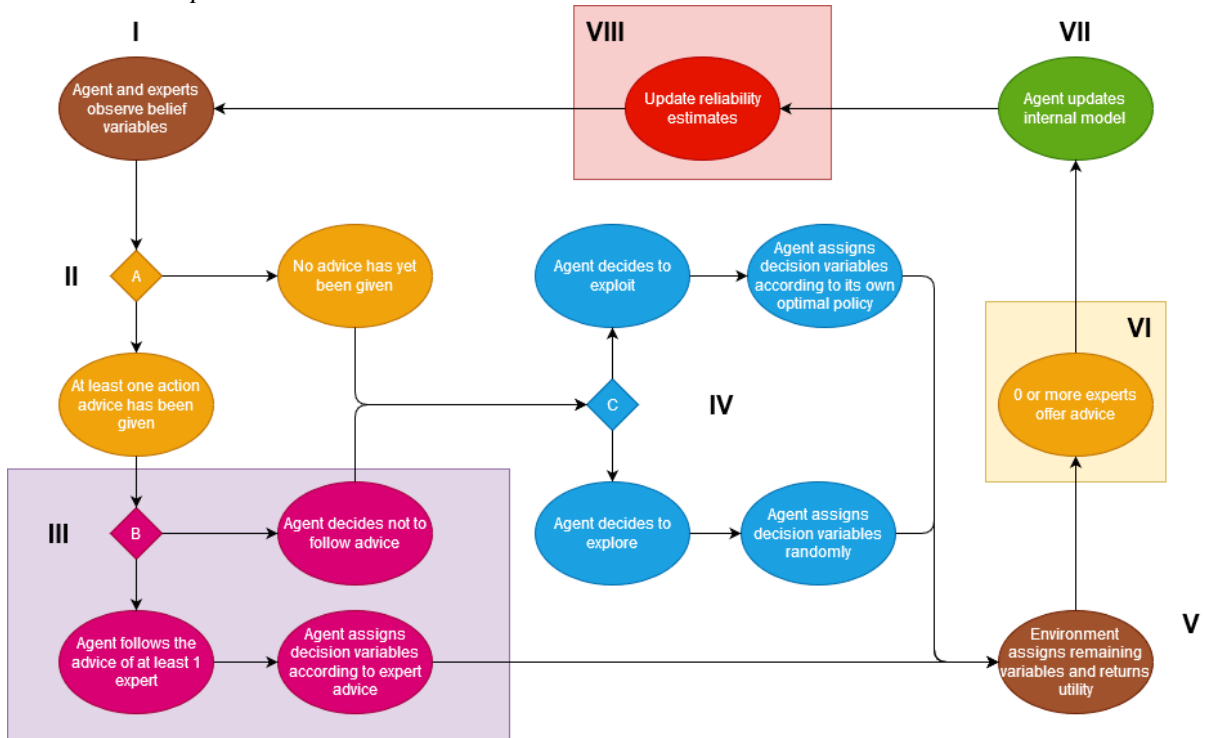 I
VIII
VII
Agent and experts
observe belief
variables
Update reliability
estimates
Agent updates
internal model
II
A
No advice has yet
been given
Agent decides to
exploit
Agent assigns
decision variables
according to its own
optimal policy
VI
At least one action
advice has been
given
C
IV
0 or more experts
offer advice
III
B
Agent decides not to
follow advice
Agent decides to
explore
Agent assigns
decision variables
randomly
V
Agent follows the
advice of at least 1
expert
Agent assigns
decision variables
according to expert
advice
Environment
assigns remaining
variables and returns
utility